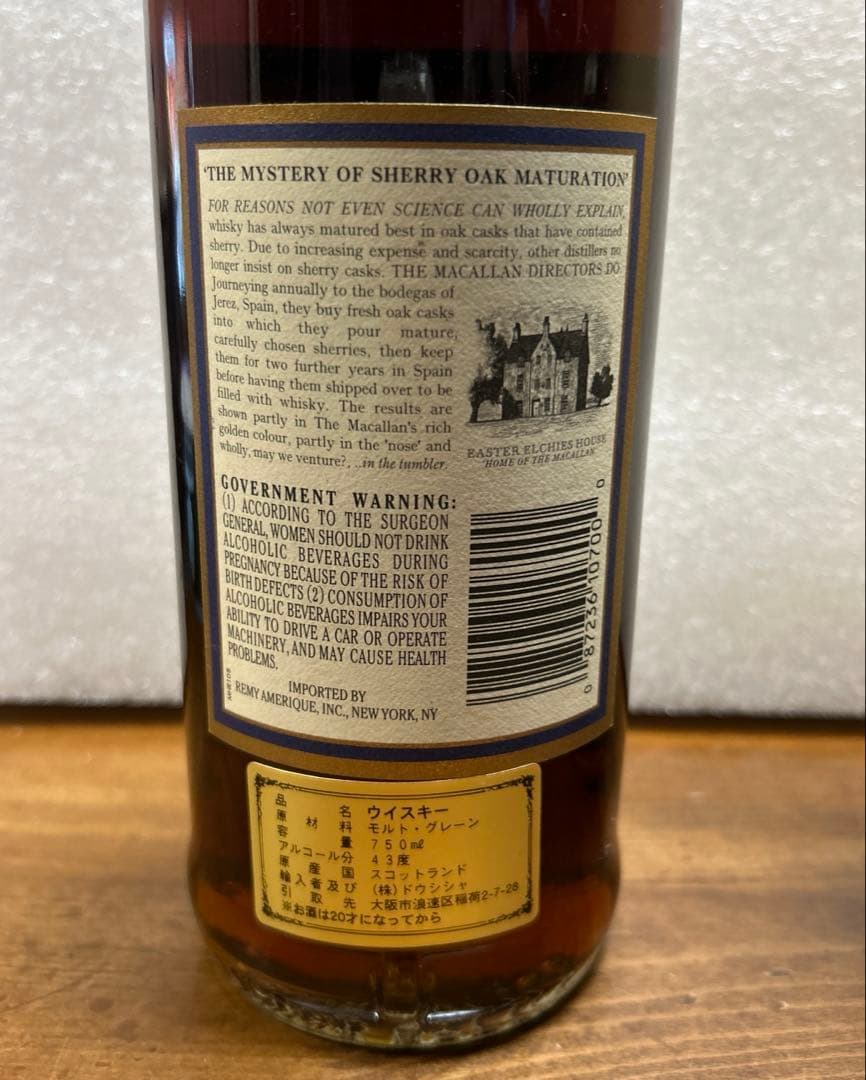 'THE MYSTERY OF SHERRY OAK MATURATION'
FOR REASONS NOT EVEN SCIENCE CAN WHOLLY EXPLAIN,
whisky has always matured best in oak casks that have contained
sherry. Due to increasing expense and scarcity, other distillers no
longer insist on sherry casks. THE MACALLAN DIRECTORS DO.
Journeying annually to the bodegas of
Jerez, Spain, they buy fresh oak casks
into which they pour mature,
carefully chosen sherries, then keep
them for two further years in Spain
before having them shipped over to be
filled with whisky. The results are
shown partly in The Macallan's rich
golden colour, partly in the 'nose' and
wholly, may we venture?, ...in the tumbler.
EASTER ELCHIES HOUSE
'HOME OF THE MACALLAN'
GOVERNMENT WARNING:
(1) ACCORDING TO THE SURGEON
GENERAL, WOMEN SHOULD NOT DRINK
ALCOHOLIC BEVERAGES DURING
PREGNANCY BECAUSE OF THE RISK OF
BIRTH DEFECTS (2) CONSUMPTION OF
ALCOHOLIC BEVERAGES IMPAIRS YOUR
ABILITY TO DRIVE A CAR OR OPERATE
MACHINERY, AND MAY CAUSE HEALTH
PROBLEMS.
IMPORTED BY
REMY AMERIQUE, INC., NEW YORK, NY
0 87236 10700 0
品名 ウイスキー
原材料 モルト・グレーン
容量 750㎖
アルコール分 43度
原産国 スコットランド
輸入者及び (株)ドウシシャ
引取先 大阪市浪速区稲荷2-7-28
※お酒は20才になってから